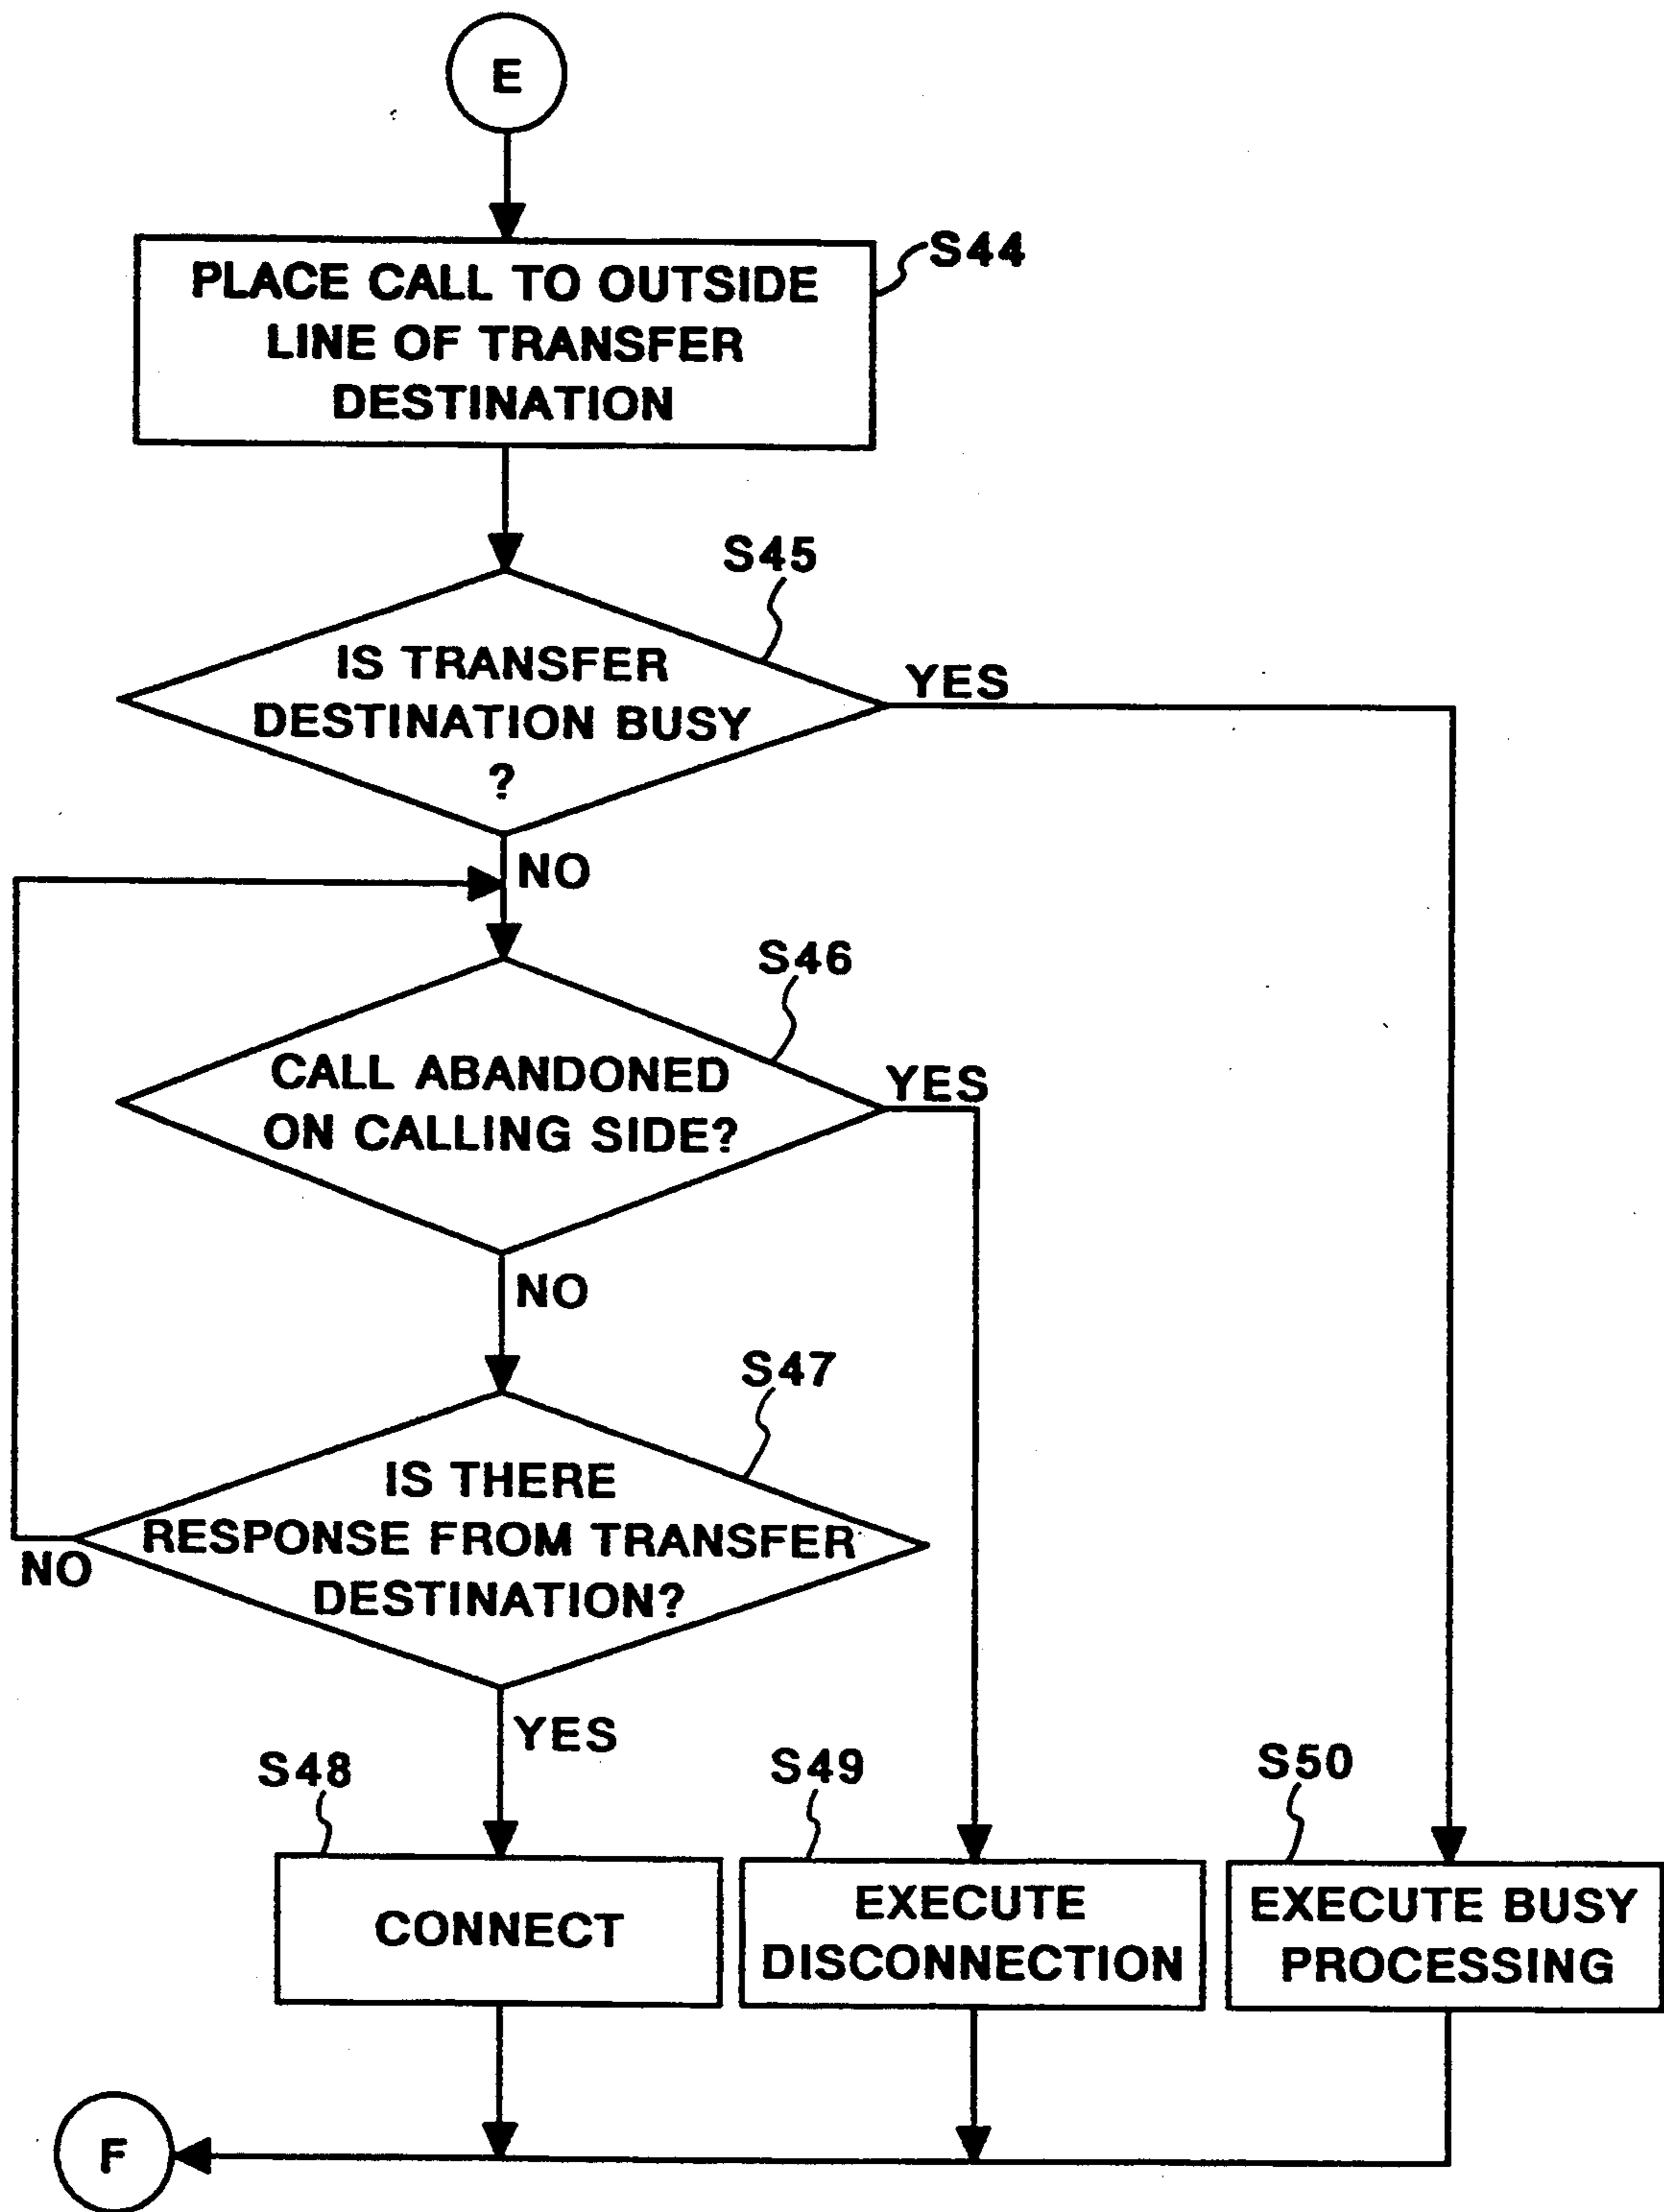 E
PLACE CALL TO OUTSIDE
LINE OF TRANSFER
DESTINATION
S44
S45
IS TRANSFER
DESTINATION BUSY
?
YES
NO
S46
CALL ABANDONED
ON CALLING SIDE?
YES
NO
S47
IS THERE
RESPONSE FROM TRANSFER
DESTINATION?
NO
YES
S48
CONNECT
S49
EXECUTE
DISCONNECTION
S50
EXECUTE BUSY
PROCESSING
F